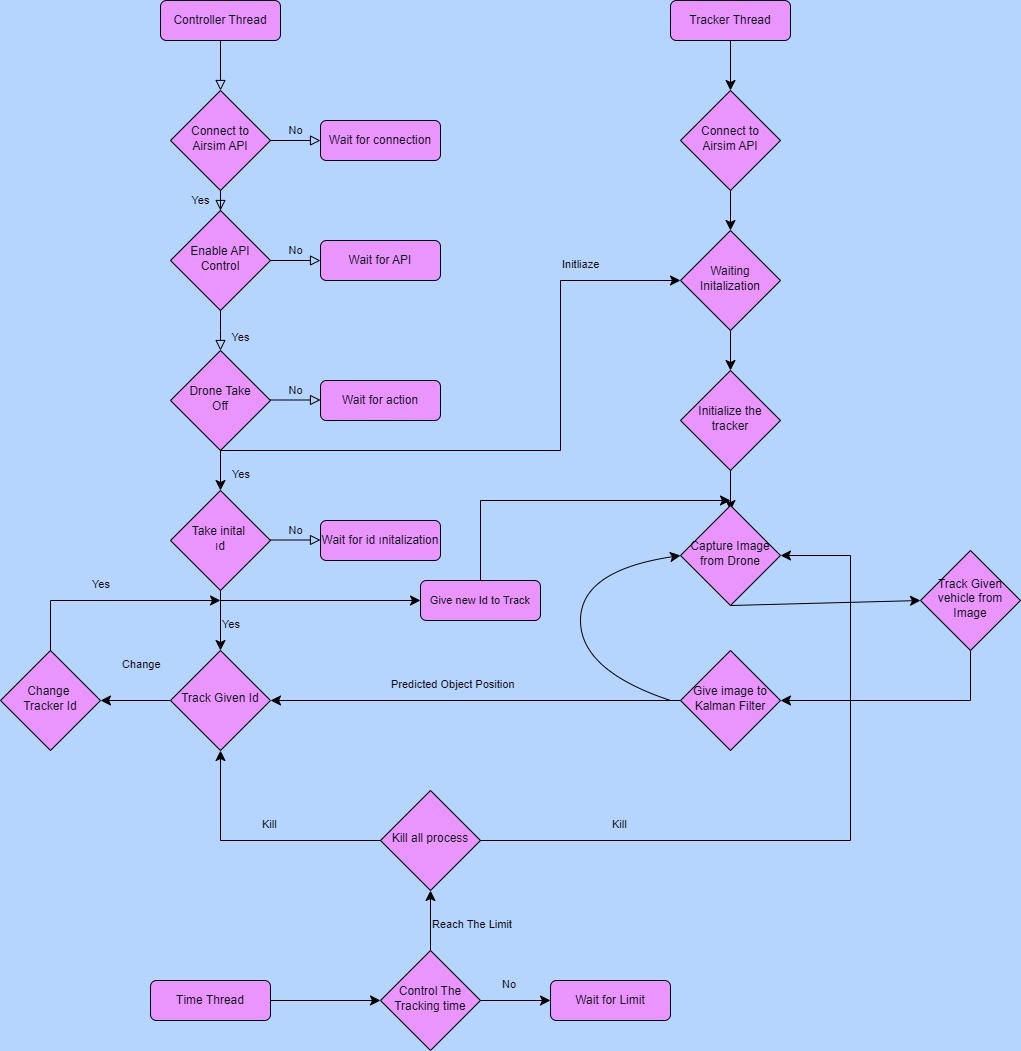 Controller Thread
Tracker Thread
Connect to
Airsim API
No
Wait for connection
Connect to
Airsim API
Yes
Enable API
Control
No
Wait for API
Initliaze
Waiting
Initalization
Yes
Drone Take
Off
No
Wait for action
Initialize the
tracker
Yes
Take inital
id
No
Wait for id initalization
Capture Image
from Drone
Yes
Give new Id to Track
Track Given
vehicle from
Image
Yes
Change
Change
Tracker Id
Track Given Id
Predicted Object Position
Give image to
Kalman Filter
Kill
Kill all process
Kill
Reach The Limit
Time Thread
Control The
Tracking time
No
Wait for Limit